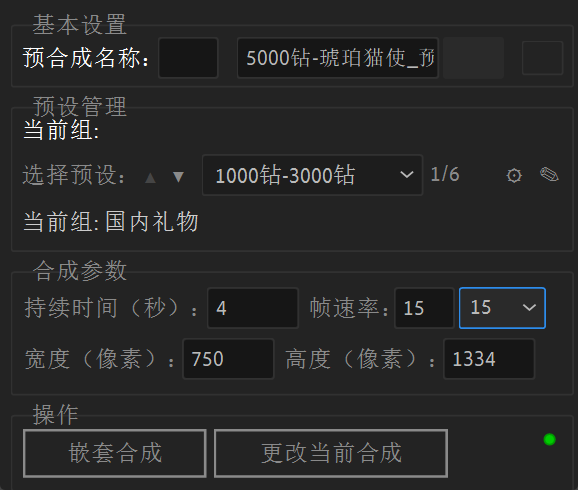 基本设置
预合成名称: 5000钻-琥珀猫使_预
预设管理
当前组:
选择预设: ▲ ▼ 1000钻-3000钻 1/6
当前组: 国内礼物
合成参数
持续时间（秒）: 4 帧速率: 15 15
宽度（像素）: 750 高度（像素）: 1334
操作
嵌套合成 更改当前合成